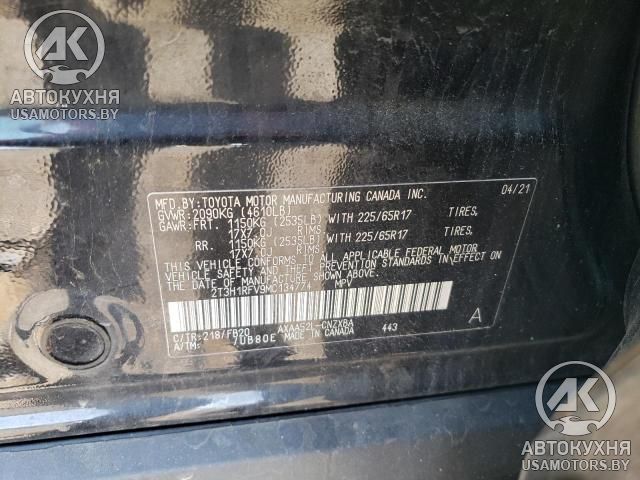 AK
АВТОКУХНЯ
USAMOTORS.BY
MFD.BY:TOYOTA MOTOR MANUFACTURING CANADA INC. 04/21
GVWR:2090KG (4610LB)
GAWR:FRT. 1150KG (2535LB) WITH 225/65R17 TIRES,
17X7.0J RIMS
RR. 1150KG (2535LB) WITH 225/65R17 TIRES,
17X7.0J RIMS
THIS VEHICLE CONFORMS TO ALL APPLICABLE FEDERAL MOTOR
VEHICLE SAFETY AND THEFT PREVENTION STANDARDS IN EFFECT ON
THE DATE OF MANUFACTURE SHOWN ABOVE.
2T3H1RFV9MC134774 MPV
A
C/TR:218/FB20 AXAA52L-CNZXBA 443
A/TM: 7UB80E MADE IN CANADA
AK
АВТОКУХНЯ
USAMOTORS.BY